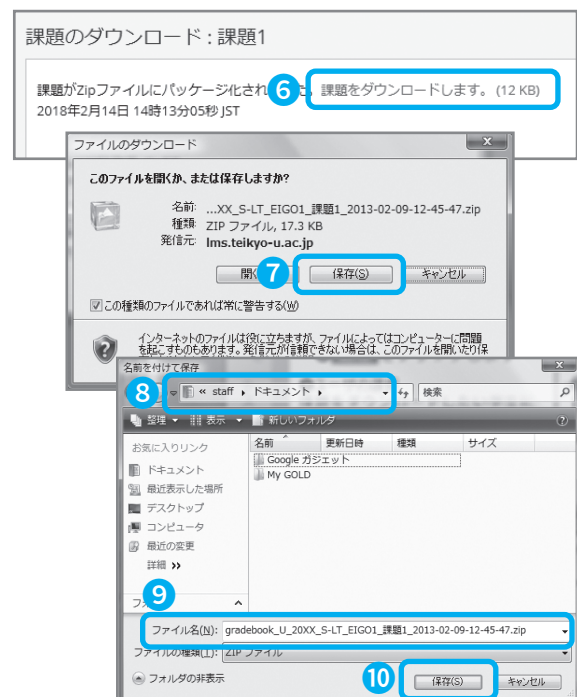 課題のダウンロード : 課題1
課題がZipファイルにパッケージ化され た。課題をダウンロードします。(12 KB)
6
2018年2月14日 14時13分05秒 JST
ファイルのダウンロード
x
このファイルを開くか、または保存しますか?
名前: ...XX_S-LT_EIGO1_課題1_2013-02-09-12-45-47.zip
種類: ZIP ファイル, 17.3 KB
発信元: lms.teikyo-u.ac.jp
7
開 保存(S) キャンセル
この種類のファイルであれば常に警告する(W)
インターネットのファイルは役に立ちますが、ファイルによってはコンピューターに問題
を起こすものもあります。発信元が信頼できない場合は、このファイルを開いたり保
名前を付けて保存
x
8
« staff ▸ ドキュメント ▸ 検索
整理 ▼ 表示 ▼ 新しいフォルダ ?
お気に入りリンク
名前 更新日時 種類 サイズ
ドキュメント
Google ガジェット
最近表示した場所
My GOLD
デスクトップ
コンピュータ
最近の変更
詳細 »
フ
9
ファイル名(N): gradebook_U_20XX_S-LT_EIGO1_課題1_2013-02-09-12-45-47.zip
ファイルの種類(T): ZIP ファイル
10
フォルダの非表示 保存(S) キャンセル